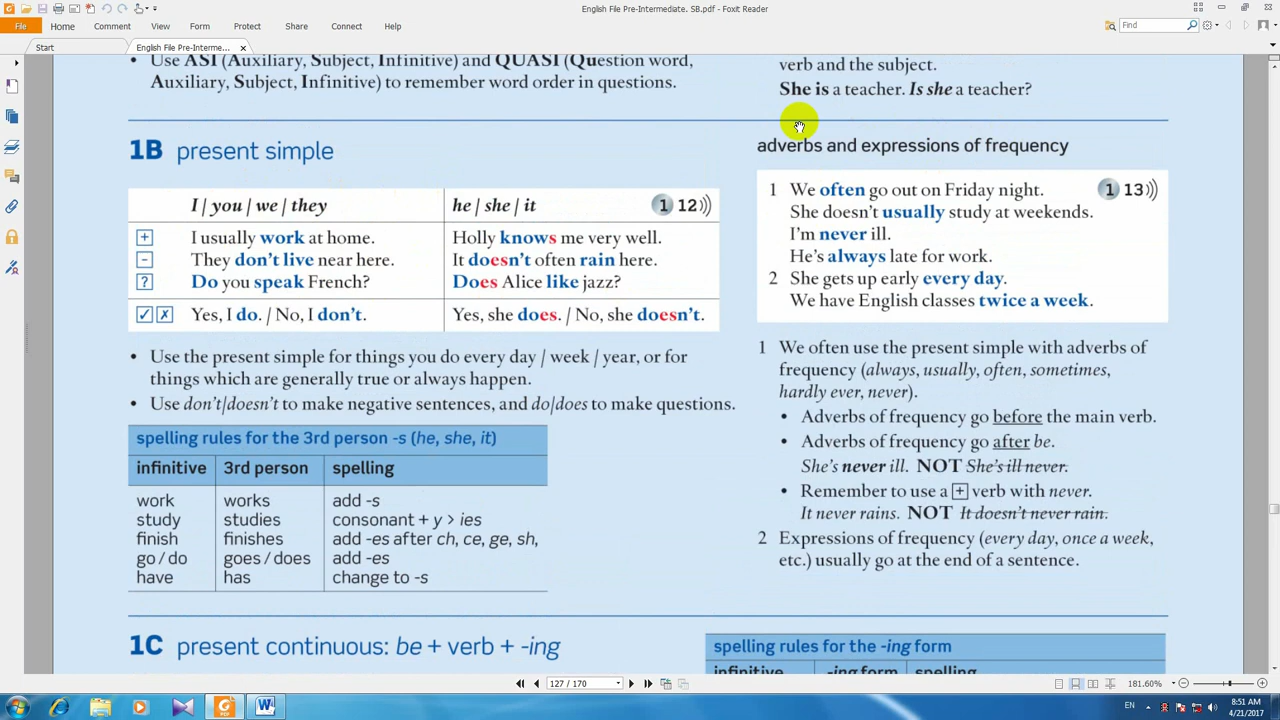 English File Pre-Intermediate. SB.pdf - Foxit Reader
File Home Comment View Form Protect Share Connect Help
Find
Start English File Pre-Interme...
• Use ASI (Auxiliary, Subject, Infinitive) and QUASI (Question word,
Auxiliary, Subject, Infinitive) to remember word order in questions.
verb and the subject.
She is a teacher. Is she a teacher?
1B present simple
I | you | we | they he | she | it 1 12
+ I usually work at home. Holly knows me very well.
- They don't live near here. It doesn't often rain here.
? Do you speak French? Does Alice like jazz?
✓ ✗ Yes, I do. / No, I don't. Yes, she does. / No, she doesn't.
• Use the present simple for things you do every day | week | year, or for
things which are generally true or always happen.
• Use don't|doesn't to make negative sentences, and do|does to make questions.
spelling rules for the 3rd person -s (he, she, it)
infinitive 3rd person spelling
work works add -s
study studies consonant + y > ies
finish finishes add -es after ch, ce, ge, sh,
go / do goes / does add -es
have has change to -s
adverbs and expressions of frequency
1 We often go out on Friday night. 1 13
She doesn't usually study at weekends.
I'm never ill.
He's always late for work.
2 She gets up early every day.
We have English classes twice a week.
1 We often use the present simple with adverbs of
frequency (always, usually, often, sometimes,
hardly ever, never).
• Adverbs of frequency go before the main verb.
• Adverbs of frequency go after be.
She's never ill. NOT She's ill never.
• Remember to use a + verb with never.
It never rains. NOT It doesn't never rain.
2 Expressions of frequency (every day, once a week,
etc.) usually go at the end of a sentence.
1C present continuous: be + verb + -ing
spelling rules for the -ing form
infinitive -ing form spelling
127 / 170
181.60%
EN
8:51 AM
4/21/2017